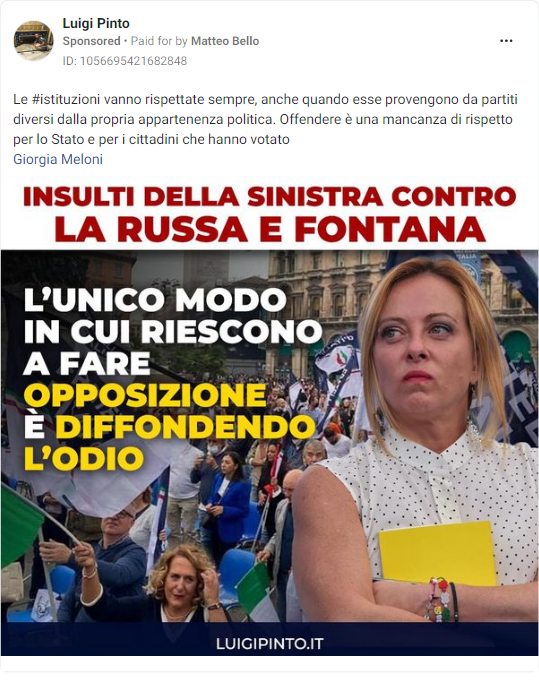 Luigi Pinto
Sponsored • Paid for by Matteo Bello
ID: 1056695421682848
Le #istituzioni vanno rispettate sempre, anche quando esse provengono da partiti
diversi dalla propria appartenenza politica. Offendere è una mancanza di rispetto
per lo Stato e per i cittadini che hanno votato
Giorgia Meloni
INSULTI DELLA SINISTRA CONTRO
LA RUSSA E FONTANA
L'UNICO MODO
IN CUI RIESCONO
A FARE
OPPOSIZIONE
È DIFFONDENDO
L'ODIO
LUIGIPINTO.IT